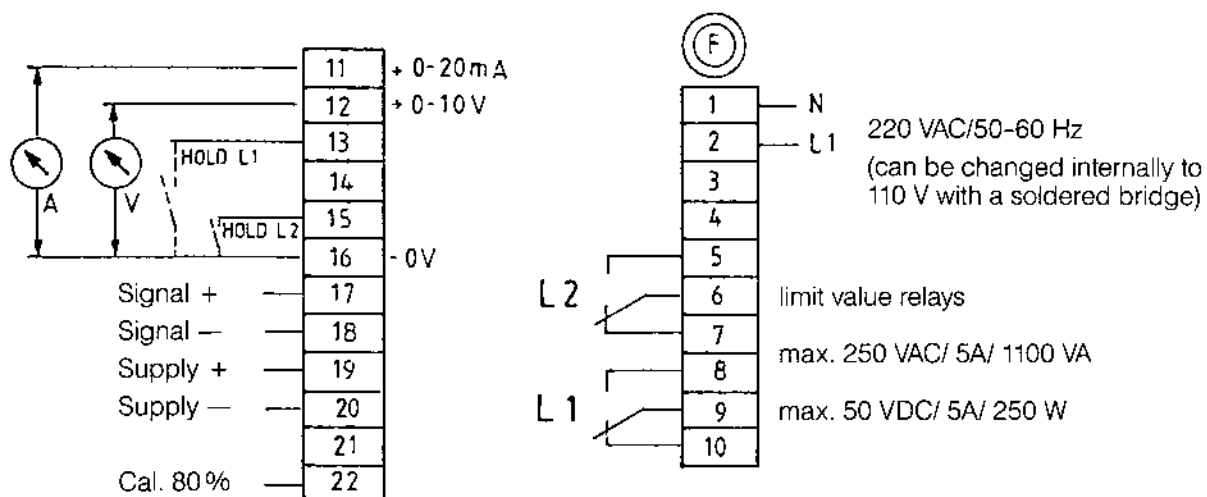 11 + 0-20mA
12 + 0-10V
HOLD L1 13
14
HOLD L2 15
16 - 0V
Signal + 17
Signal — 18
Supply + 19
Supply — 20
21
Cal. 80% 22
A
V
F
1 N
2 L1
3
4
5
6
7
8
9
10
220 VAC/50-60 Hz
(can be changed internally to
110 V with a soldered bridge)
L2
limit value relays
max. 250 VAC/ 5A/ 1100 VA
L1
max. 50 VDC/ 5A/ 250 W